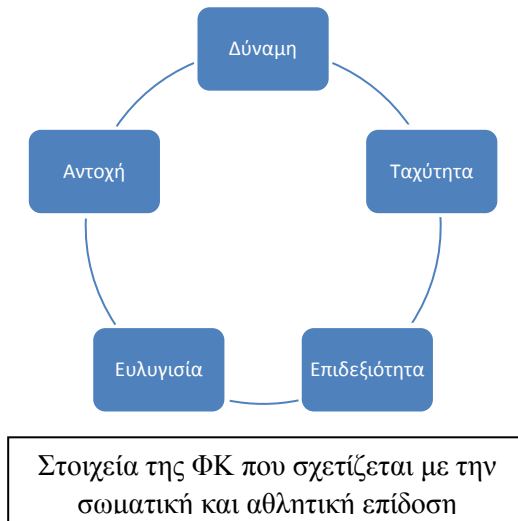 Δύναμη
Ταχύτητα
Επιδεξιότητα
Ευλυγισία
Αντοχή
Στοιχεία της ΦΚ που σχετίζεται με την
σωματική και αθλητική επίδοση